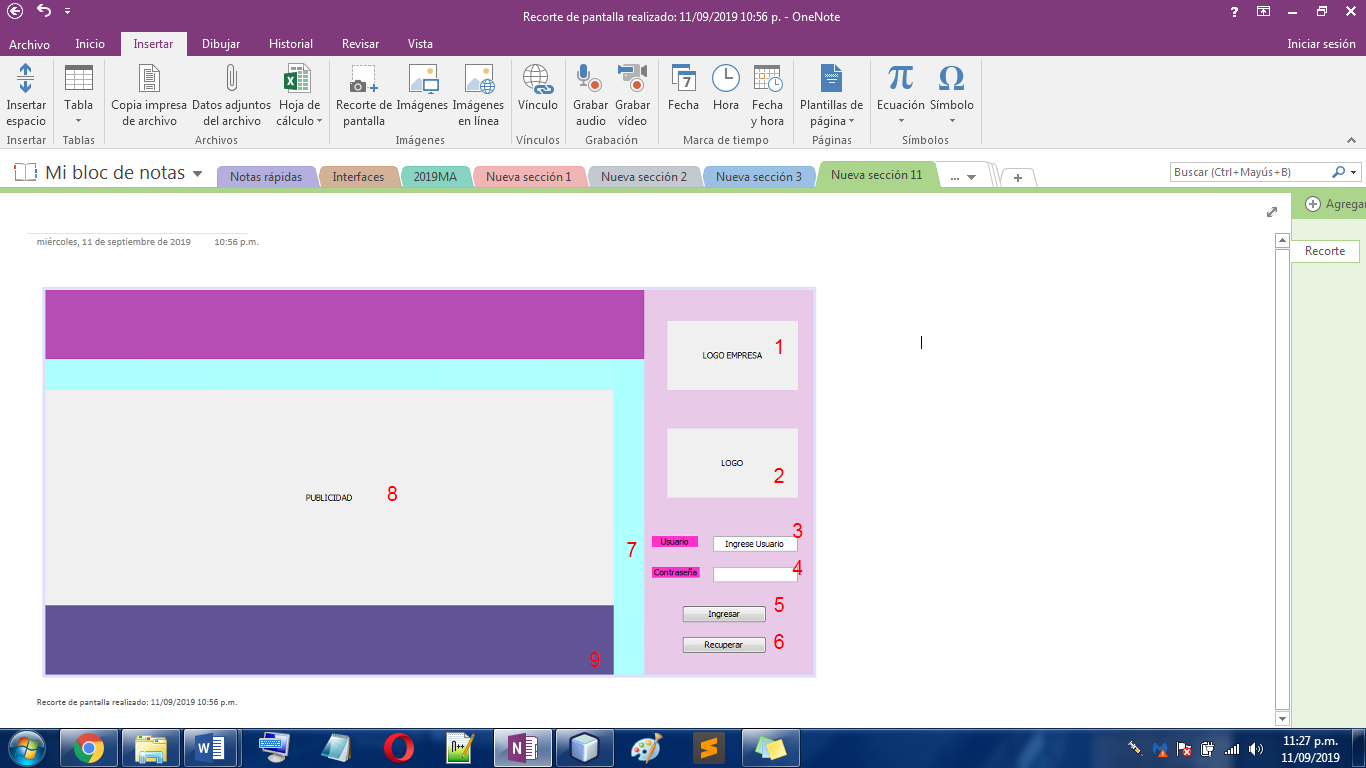 Recorte de pantalla realizado: 11/09/2019 10:56 p. - OneNote
?
Archivo Inicio Insertar Dibujar Historial Revisar Vista Iniciar sesión
Insertar espacio
Tabla
Copia impresa de archivo
Datos adjuntos del archivo
Hoja de cálculo
Recorte de pantalla
Imágenes
Imágenes en línea
Vínculo
Grabar audio
Grabar vídeo
7
Fecha
Hora
Fecha y hora
Plantillas de página
π
Ecuación
Ω
Símbolo
Insertar Tablas Archivos Imágenes Vínculos Grabación Marca de tiempo Páginas Símbolos
Mi bloc de notas Notas rápidas Interfaces 2019MA Nueva sección 1 Nueva sección 2 Nueva sección 3 Nueva sección 11 ... + Buscar (Ctrl+Mayús+B)
Agregar
Recorte
miércoles, 11 de septiembre de 2019 10:56 p.m.
LOGO EMPRESA 1
LOGO 2
PUBLICIDAD 8
3
Usuario Ingrese Usuario
7
Contraseña 4
Ingresar 5
Recuperar 6
9
Recorte de pantalla realizado: 11/09/2019 10:56 p.m.
11:27 p.m.
11/09/2019